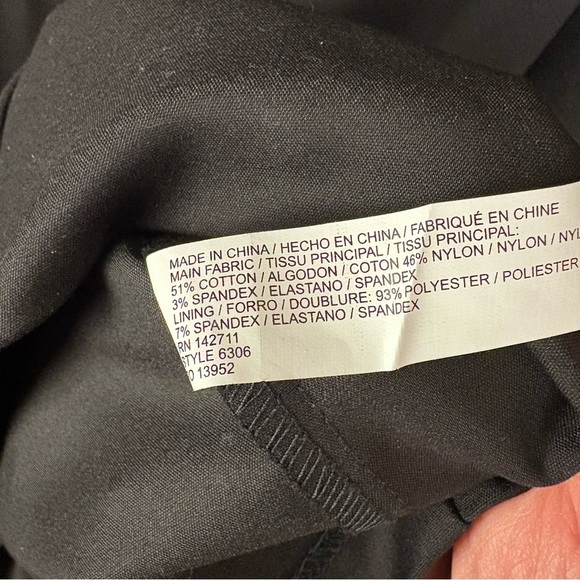 MADE IN CHINA / HECHO EN CHINA / FABRIQUÉ EN CHINE
MAIN FABRIC / TISSU PRINCIPAL / TISSU PRINCIPAL:
51% COTTON / ALGODON / COTON 46% NYLON / NYLON / NYL
3% SPANDEX / ELASTANO / SPANDEX
LINING / FORRO / DOUBLURE: 93% POLYESTER / POLIESTER
7% SPANDEX / ELASTANO / SPANDEX
RN 142711
STYLE 6306
O 13952